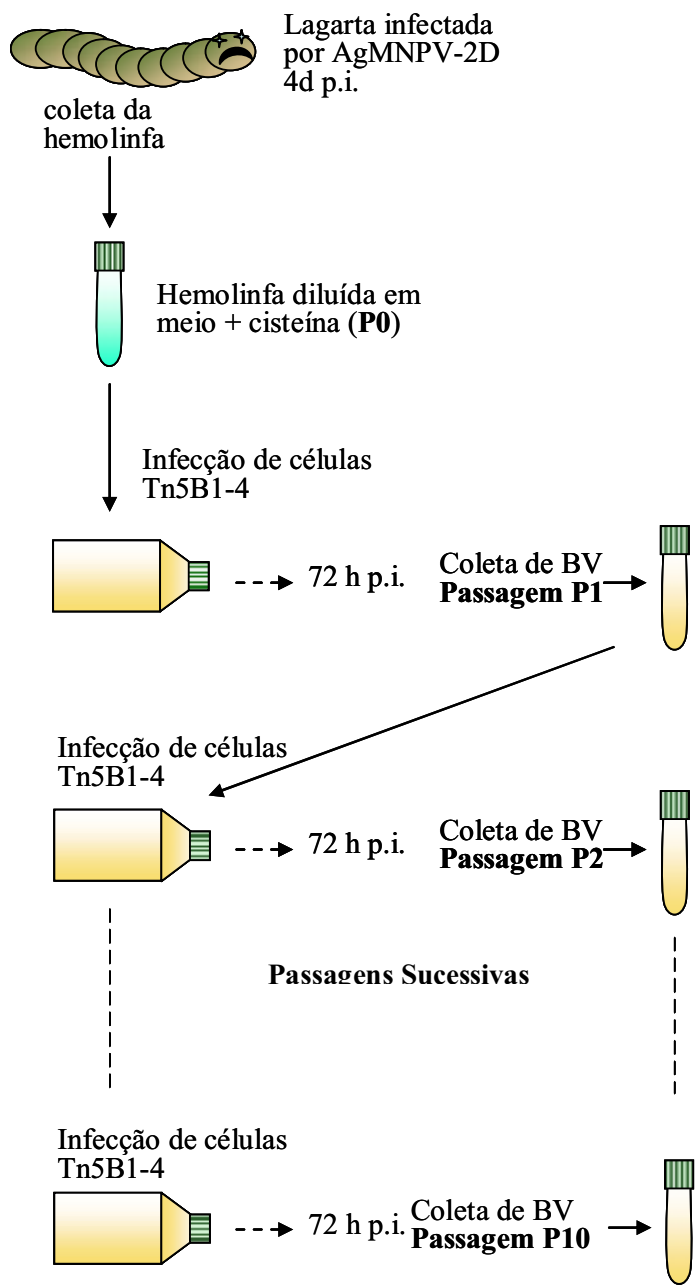 Lagarta infectada
por AgMNPV-2D
4d p.i.
coleta da
hemolinfa
Hemolinfa diluída em
meio + cisteína (P0)
Infecção de células
Tn5B1-4
72 h p.i.
Coleta de BV
Passagem P1
Infecção de células
Tn5B1-4
72 h p.i.
Coleta de BV
Passagem P2
Passagens Sucessivas
Infecção de células
Tn5B1-4
72 h p.i.
Coleta de BV
Passagem P10